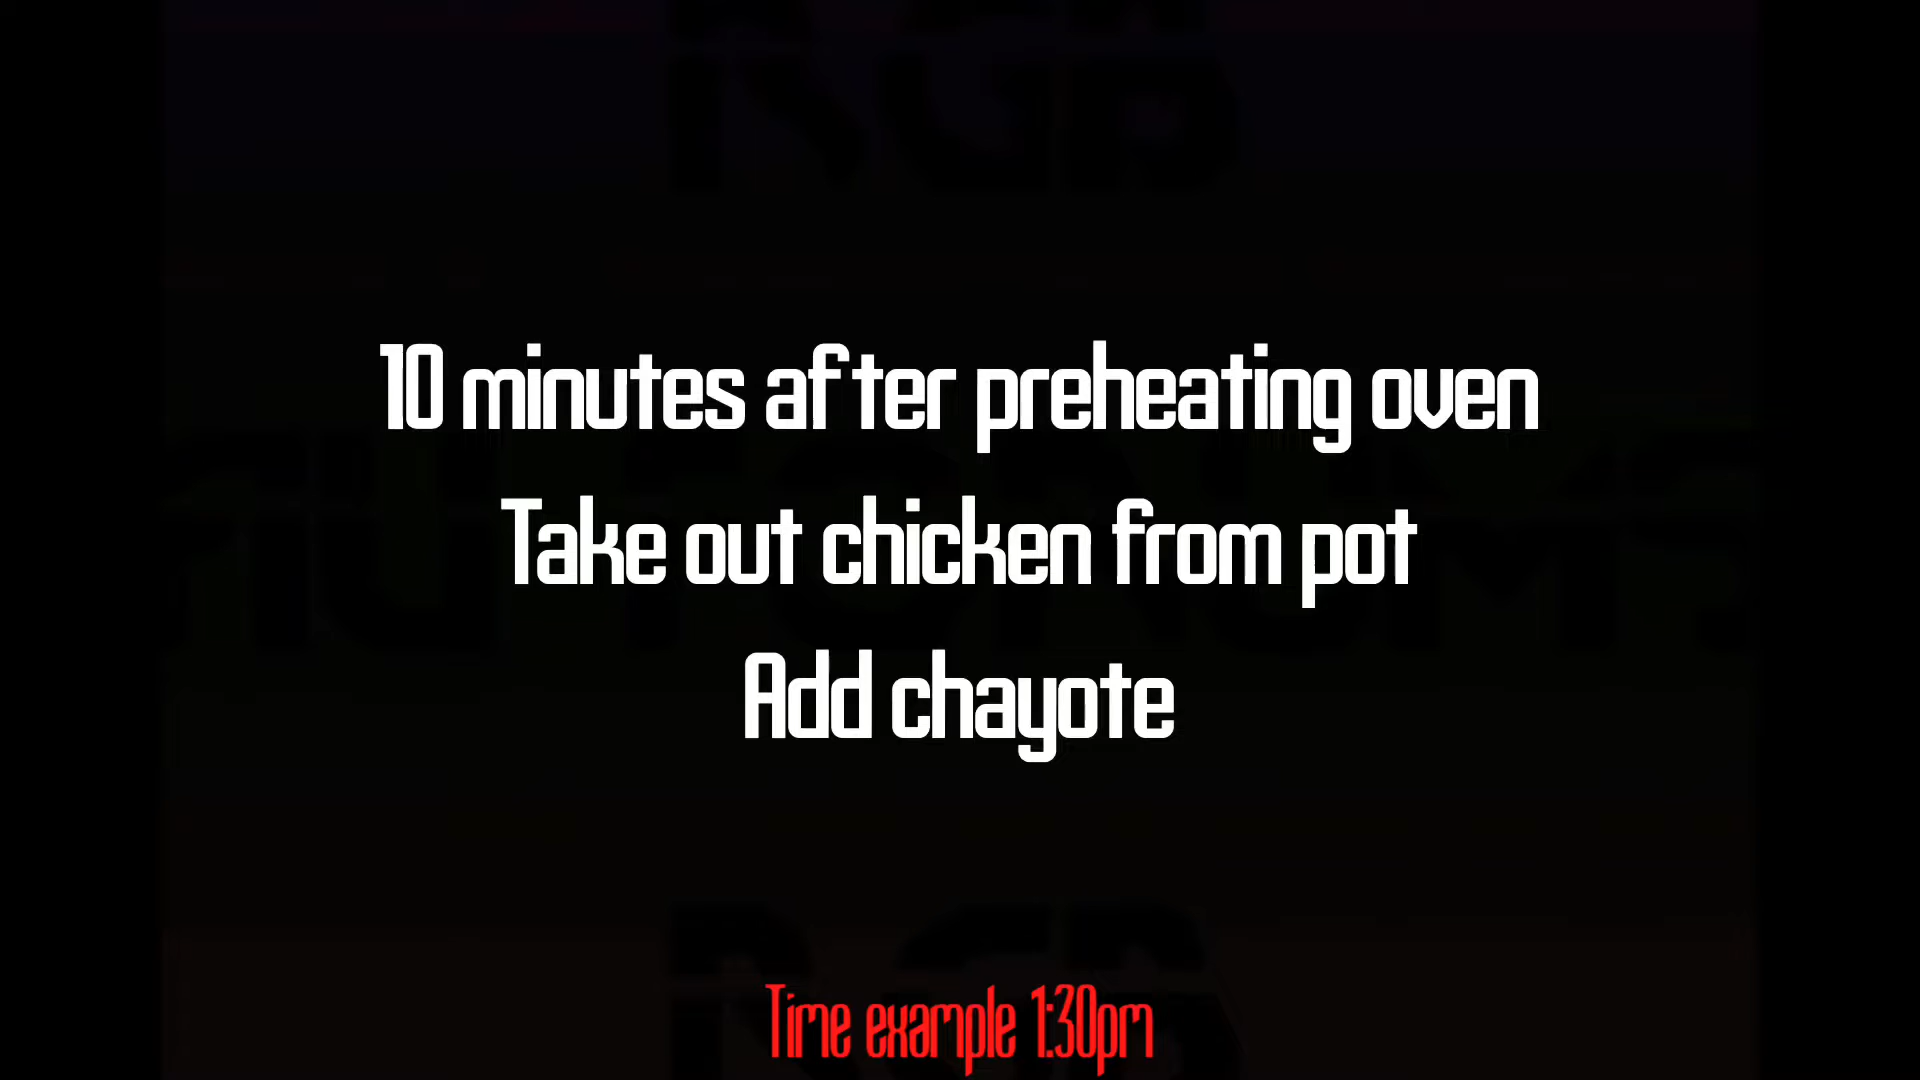 10 minutes after preheating oven
Take out chicken from pot
Add chayote
Time example 1:30pm